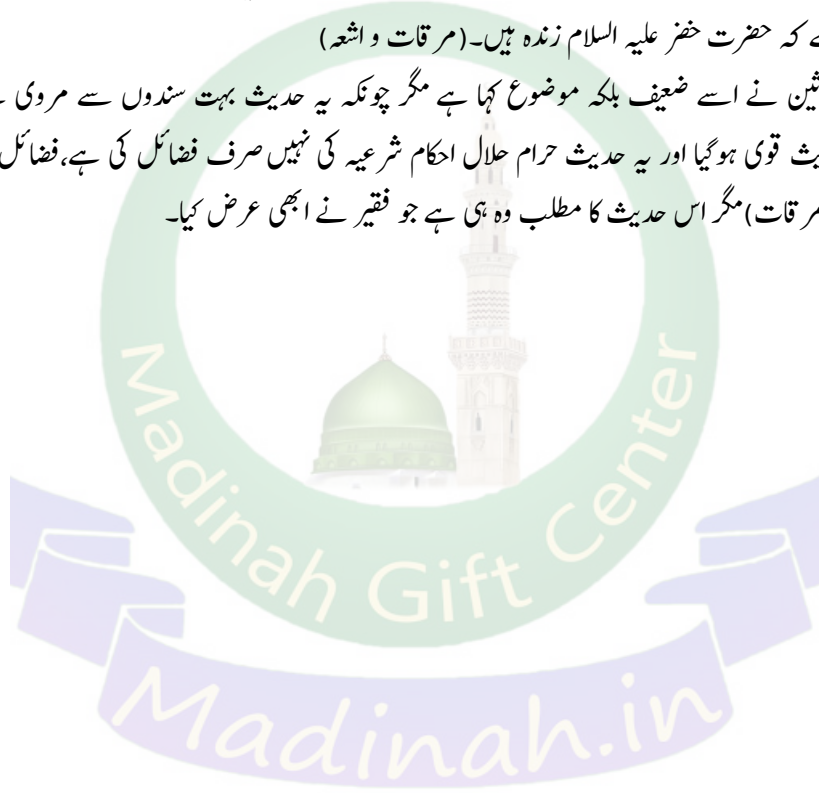 ے کہ حضرت خضر علیہ السلام زندہ ہیں۔(مرقات و اشعہ)
ثین نے اسے ضعیف بلکہ موضوع کہا ہے مگر چونکہ یہ حدیث بہت سندوں سے مروی ہے
یث قوی ہوگیا اور یہ حدیث حرام حلال احکام شرعیہ کی نہیں صرف فضائل کی ہے،فضائل
مرقات)مگر اس حدیث کا مطلب وہ ہی ہے جو فقیر نے ابھی عرض کیا۔
Madinah Gift Center
Madinah.in